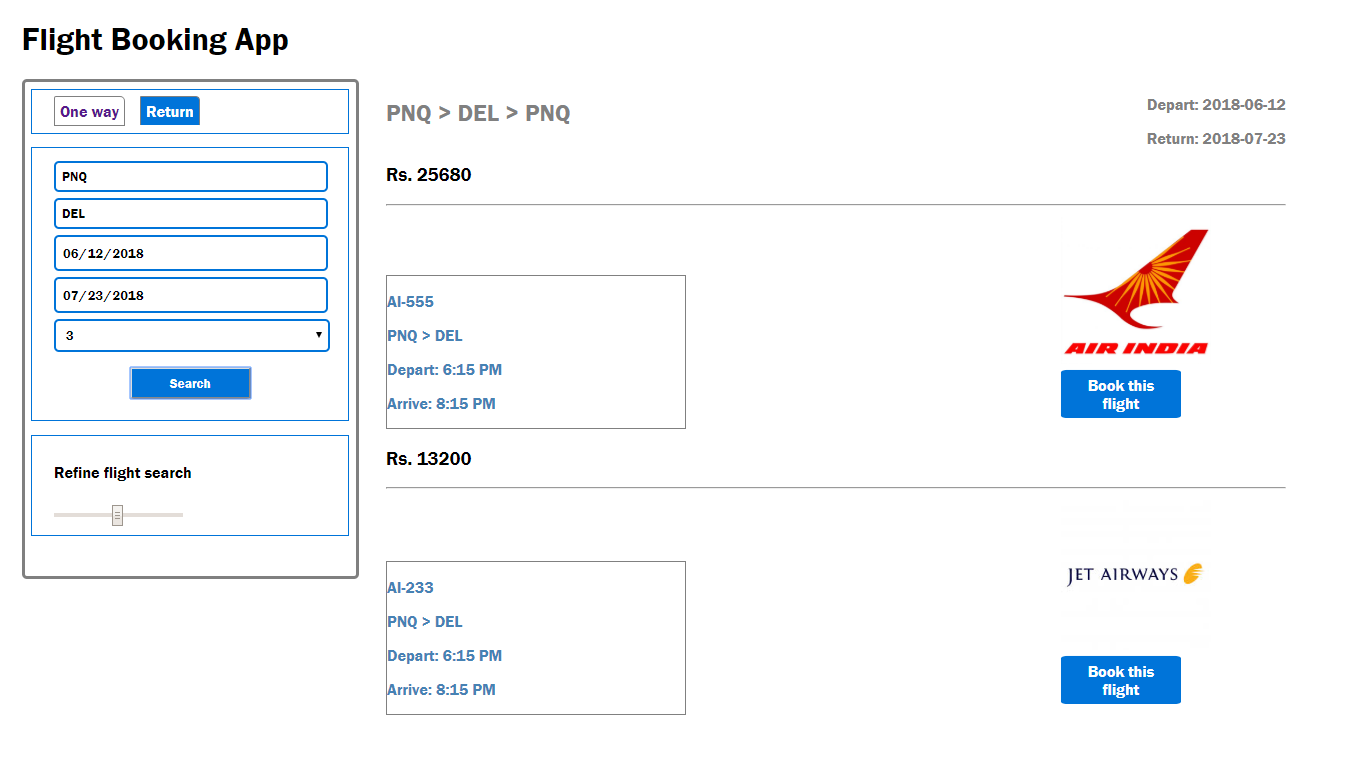 Flight Booking App
One way Return
PNQ
DEL
06/12/2018
07/23/2018
3
Search
Refine flight search
PNQ > DEL > PNQ
Depart: 2018-06-12
Return: 2018-07-23
Rs. 25680
AI-555
PNQ > DEL
Depart: 6:15 PM
Arrive: 8:15 PM
AIR INDIA
Book this
flight
Rs. 13200
AI-233
PNQ > DEL
Depart: 6:15 PM
Arrive: 8:15 PM
JET AIRWAYS
Book this
flight